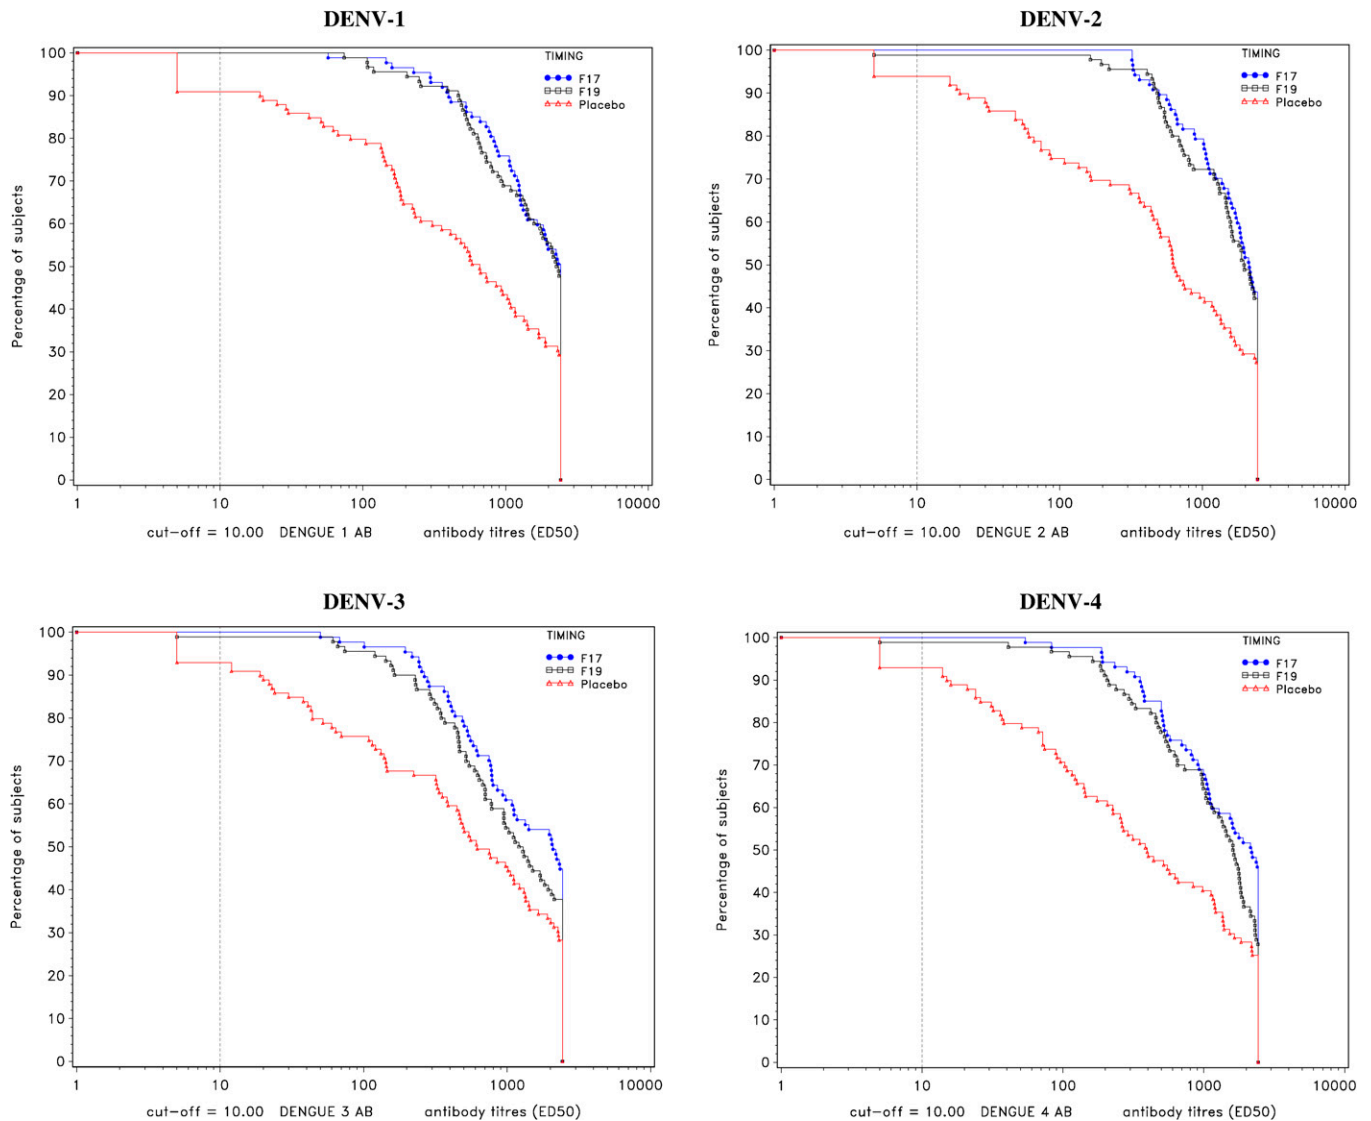 DENV-1
TIMING
F17
F19
Placebo
100
90
80
70
60
50
40
30
20
10
0
Percentage of subjects
1
10
100
1000
10000
cut-off = 10.00 DENGUE 1 AB antibody titres (ED50)
DENV-2
TIMING
F17
F19
Placebo
100
90
80
70
60
50
40
30
20
10
0
Percentage of subjects
1
10
100
1000
10000
cut-off = 10.00 DENGUE 2 AB antibody titres (ED50)
DENV-3
TIMING
F17
F19
Placebo
100
90
80
70
60
50
40
30
20
10
0
Percentage of subjects
1
10
100
1000
10000
cut-off = 10.00 DENGUE 3 AB antibody titres (ED50)
DENV-4
TIMING
F17
F19
Placebo
100
90
80
70
60
50
40
30
20
10
0
Percentage of subjects
1
10
100
1000
10000
cut-off = 10.00 DENGUE 4 AB antibody titres (ED50)